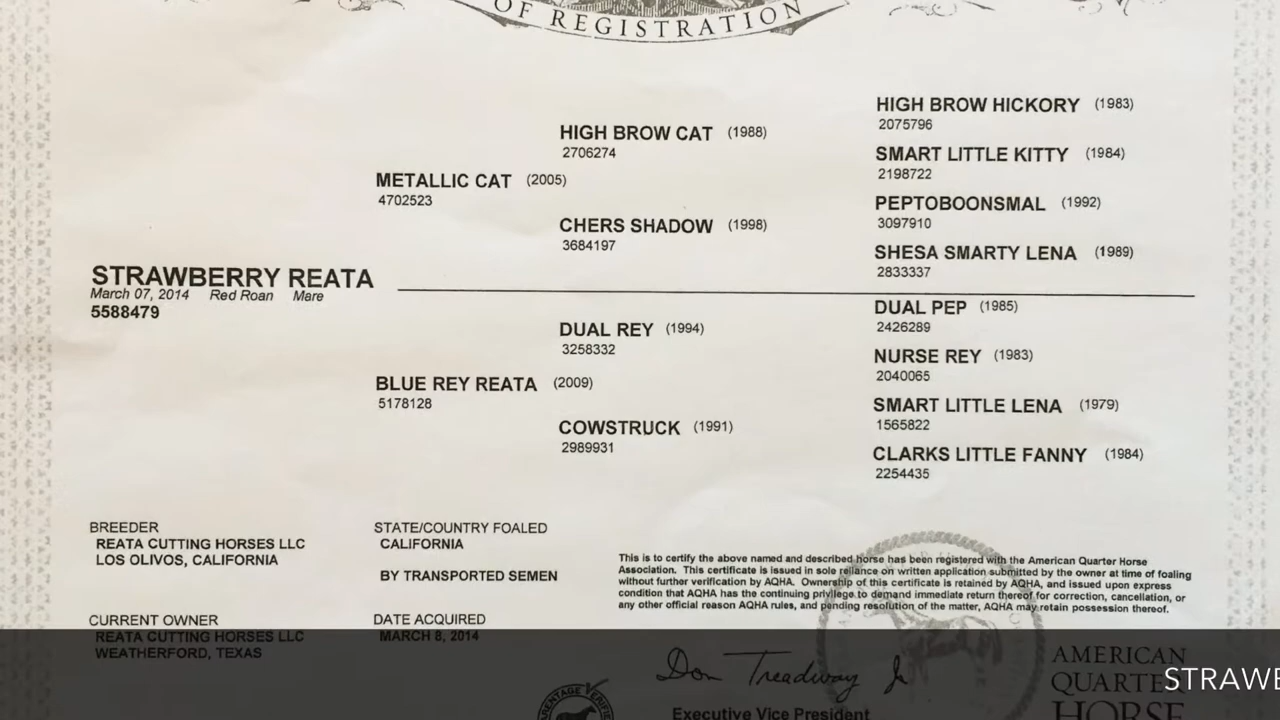 OF REGISTRATION
HIGH BROW HICKORY (1983)
2075796
HIGH BROW CAT (1988)
2706274
SMART LITTLE KITTY (1984)
2198722
METALLIC CAT (2005)
4702523
PEPTOBOONSMAL (1992)
3097910
CHERS SHADOW (1998)
3684197
SHESA SMARTY LENA (1989)
2833337
STRAWBERRY REATA
March 07, 2014 Red Roan Mare
5588479
DUAL PEP (1985)
2426289
DUAL REY (1994)
3258332
NURSE REY (1983)
2040065
BLUE REY REATA (2009)
5178128
SMART LITTLE LENA (1979)
1565822
COWSTRUCK (1991)
2989931
CLARKS LITTLE FANNY (1984)
2254435
BREEDER
REATA CUTTING HORSES LLC
LOS OLIVOS, CALIFORNIA
STATE/COUNTRY FOALED
CALIFORNIA
BY TRANSPORTED SEMEN
This is to certify the above named and described horse has been registered with the American Quarter Horse
Association. This certificate is issued in sole reliance on written application submitted by the owner at time of foaling
without further verification by AQHA. Ownership of this certificate is retained by AQHA, and issued upon express
condition that AQHA has the continuing privilege to demand immediate return thereof for correction, cancellation, or
any other official reason AQHA rules, and pending resolution of the matter, AQHA may retain possession thereof.
CURRENT OWNER
REATA CUTTING HORSES LLC
WEATHERFORD, TEXAS
DATE ACQUIRED
MARCH 8, 2014
Don Treadway Jr
Executive Vice President
AMERICAN
QUARTER
HORSE
STRAWBE